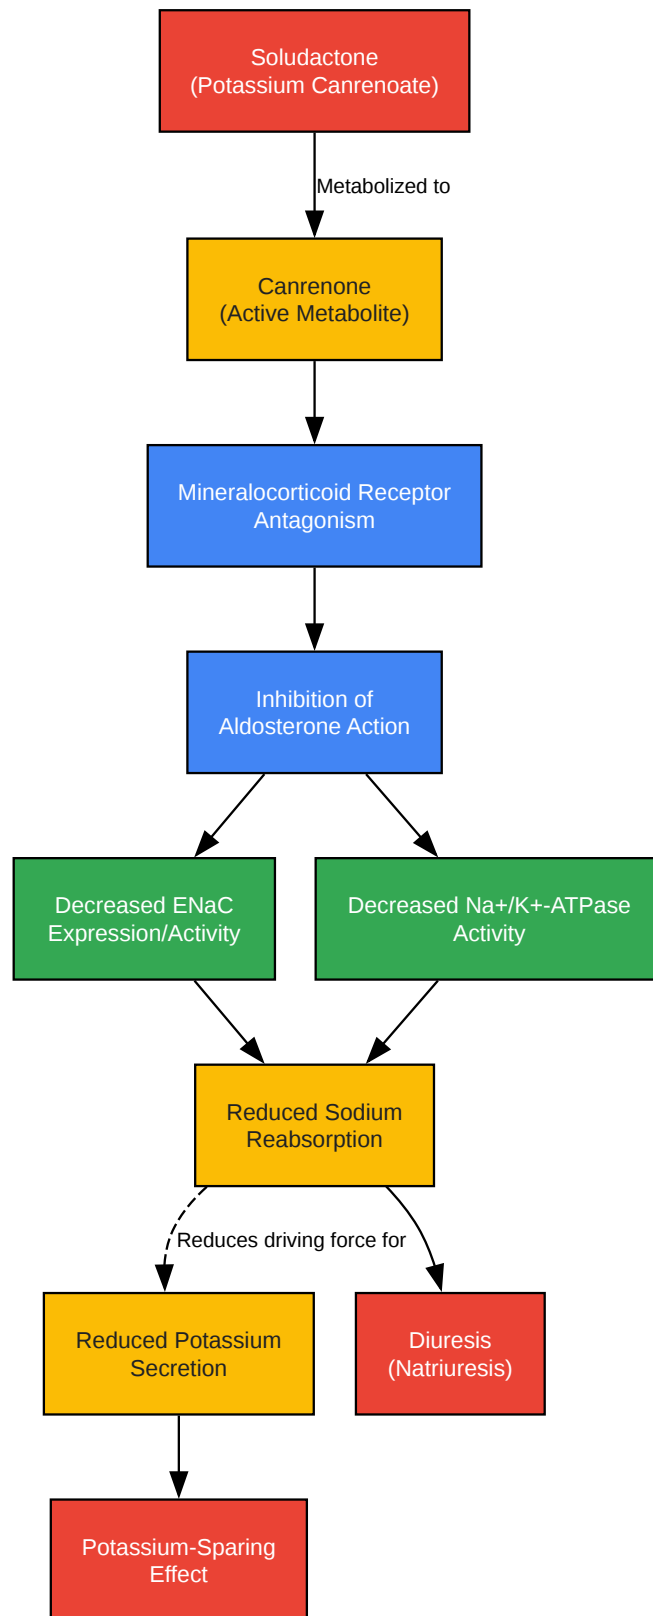 Soludactone
(Potassium Canrenoate)
Metabolized to
Canrenone
(Active Metabolite)
Mineralocorticoid Receptor
Antagonism
Inhibition of
Aldosterone Action
Decreased ENaC
Expression/Activity
Decreased Na+/K+-ATPase
Activity
Reduced Sodium
Reabsorption
Reduces driving force for
Reduced Potassium
Secretion
Diuresis
(Natriuresis)
Potassium-Sparing
Effect